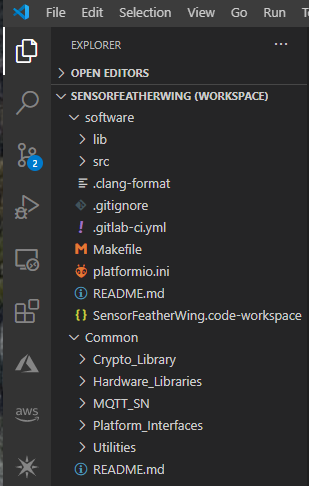 File
Edit
Selection
View
Go
Run
EXPLORER
OPEN EDITORS
SENSORFEATHERWING (WORKSPACE)
software
lib
src
.clang-format
.gitignore
.gitlab-ci.yml
Makefile
platformio.ini
README.md
SensorFeatherWing.code-workspace
2
Common
Crypto_Library
Hardware_Libraries
MQTT_SN
Platform_Interfaces
Utilities
README.md
aws